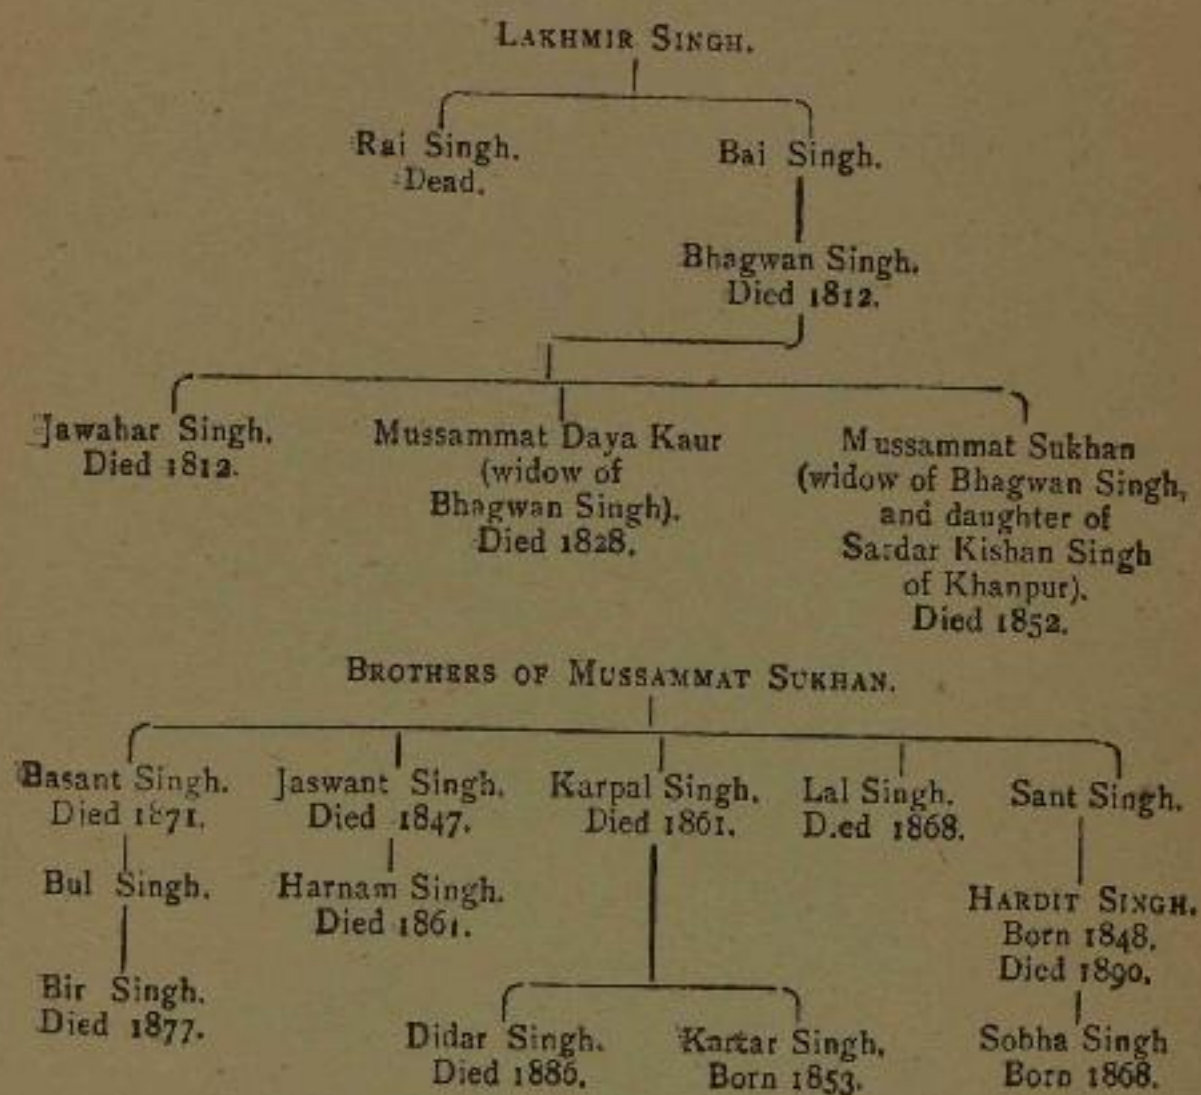 LAKHMIR SINGH.
Rai Singh.
Dead.
Bai Singh.
Bhagwan Singh.
Died 1812.
Jawahar Singh.
Died 1812.
Mussammat Daya Kaur
(widow of
Bhagwan Singh).
Died 1828.
Mussammat Sukhan
(widow of Bhagwan Singh,
and daughter of
Sardar Kishan Singh
of Khanpur).
Died 1852.
BROTHERS OF MUSSAMMAT SUKHAN.
Basant Singh.
Died 1871.
Jaswant Singh.
Died 1847.
Karpal Singh.
Died 1861.
Lal Singh.
D.ed 1868.
Sant Singh.
Bul Singh.
Harnam Singh.
Died 1861.
HARDIT SINGH.
Born 1848.
Died 1890.
Bir Singh.
Died 1877.
Didar Singh.
Died 1886.
Kartar Singh.
Born 1853.
Sobha Singh
Born 1868.